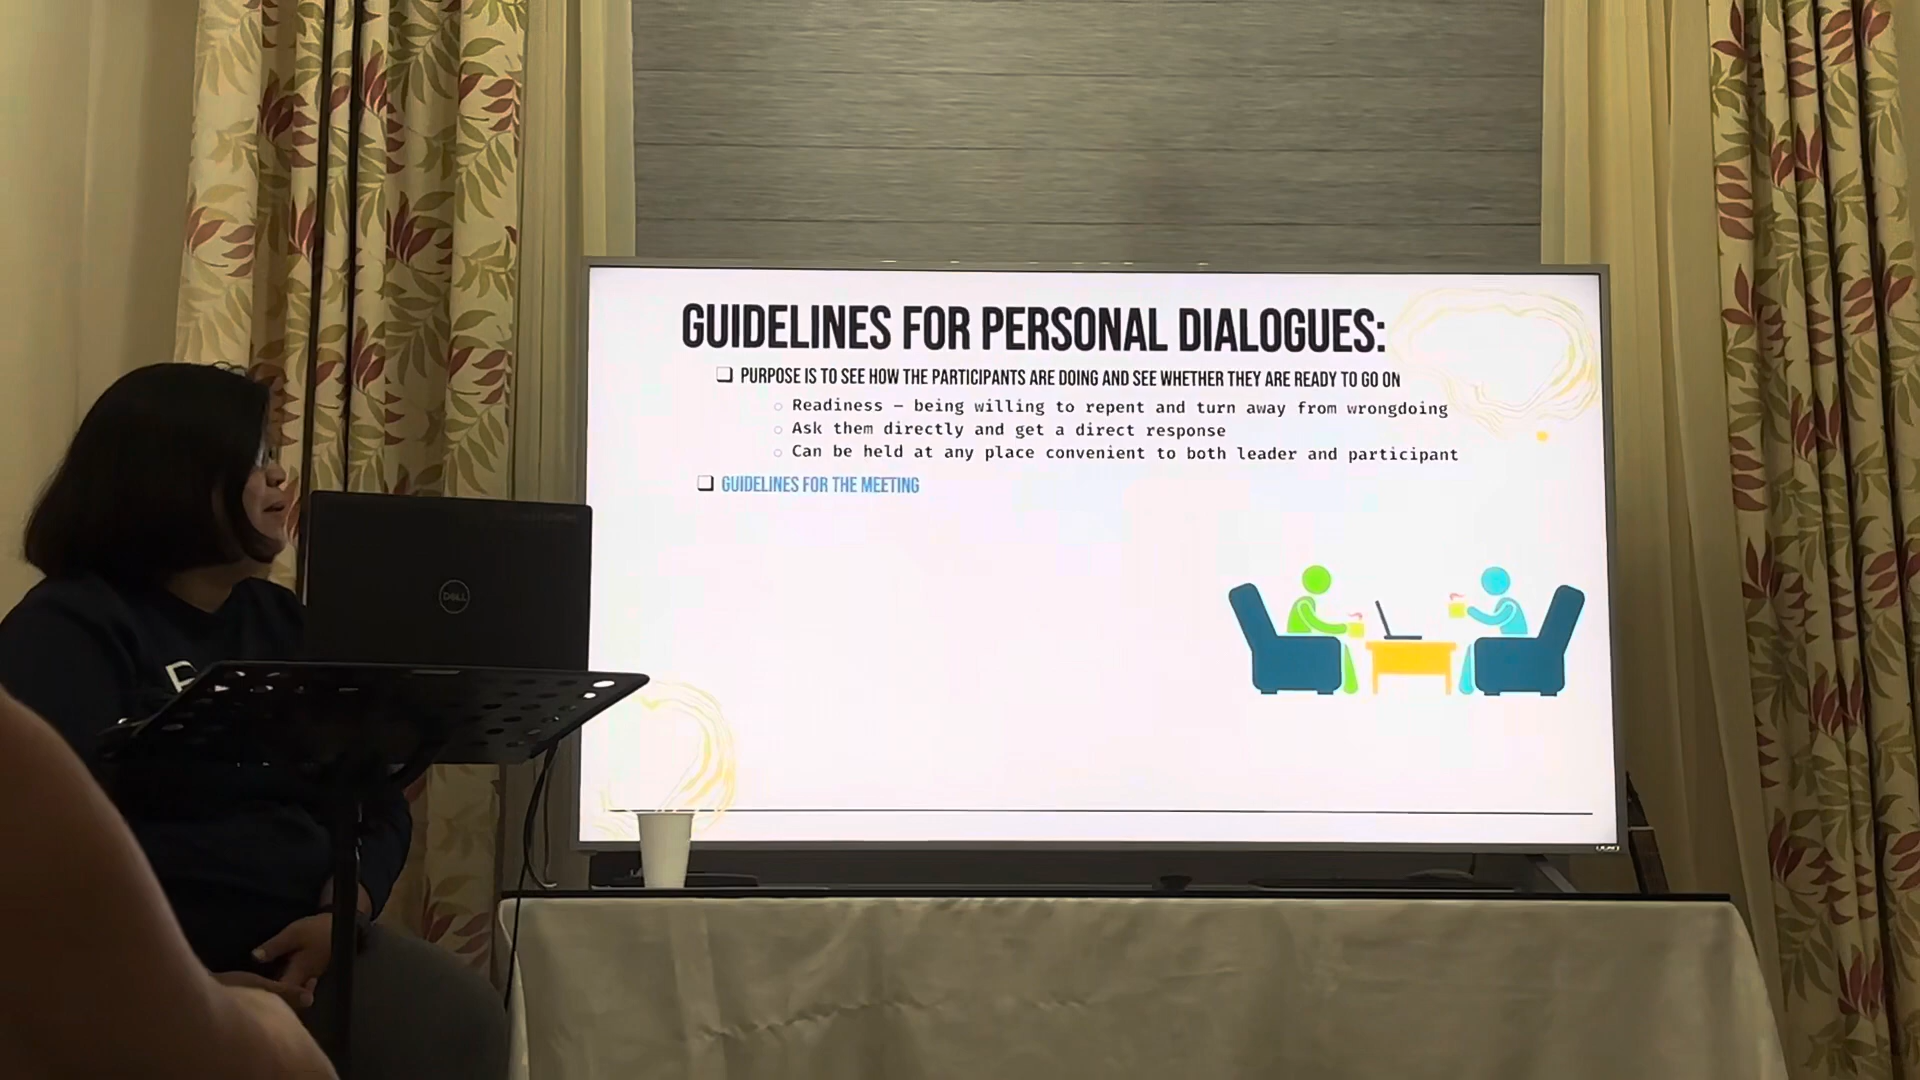 GUIDELINES FOR PERSONAL DIALOGUES:
PURPOSE IS TO SEE HOW THE PARTICIPANTS ARE DOING AND SEE WHETHER THEY ARE READY TO GO ON
Readiness – being willing to repent and turn away from wrongdoing
Ask them directly and get a direct response
Can be held at any place convenient to both leader and participant
GUIDELINES FOR THE MEETING
DELL